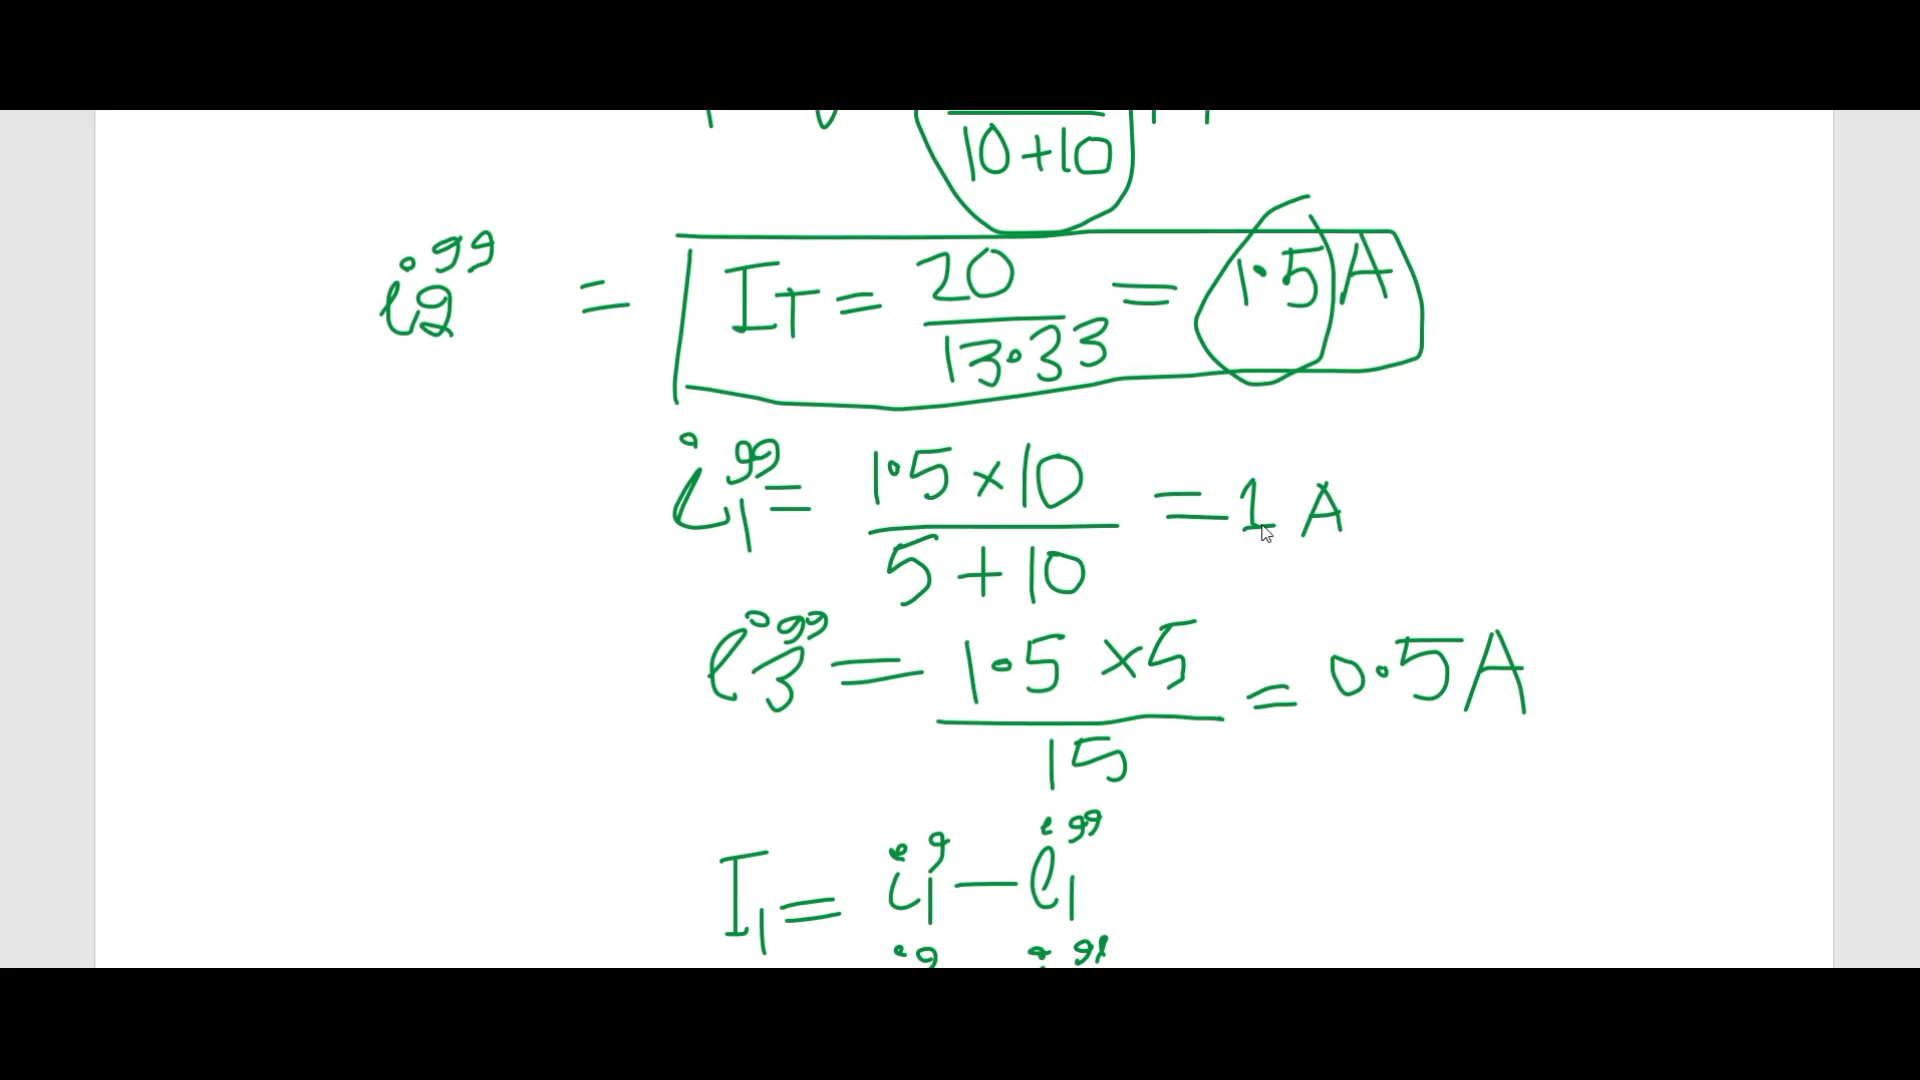 10+10
i2'' = IT = 20/13.33 = 1.5 A
i1'' = 1.5×10/5+10 = 1 A
i3'' = 1.5×5/15 = 0.5A
I1 = i1' - i1''